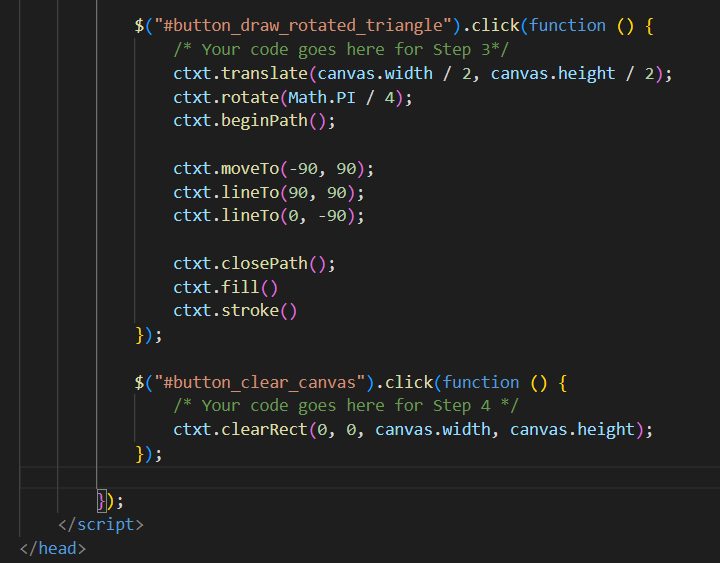 $("#button_draw_rotated_triangle").click(function () {
/* Your code goes here for Step 3*/
ctxt.translate(canvas.width / 2, canvas.height / 2);
ctxt.rotate(Math.PI / 4);
ctxt.beginPath();
ctxt.moveTo(-90, 90);
ctxt.lineTo(90, 90);
ctxt.lineTo(0, -90);
ctxt.closePath();
ctxt.fill()
ctxt.stroke()
});
$("#button_clear_canvas").click(function () {
/* Your code goes here for Step 4 */
ctxt.clearRect(0, 0, canvas.width, canvas.height);
});
});
</script>
</head>